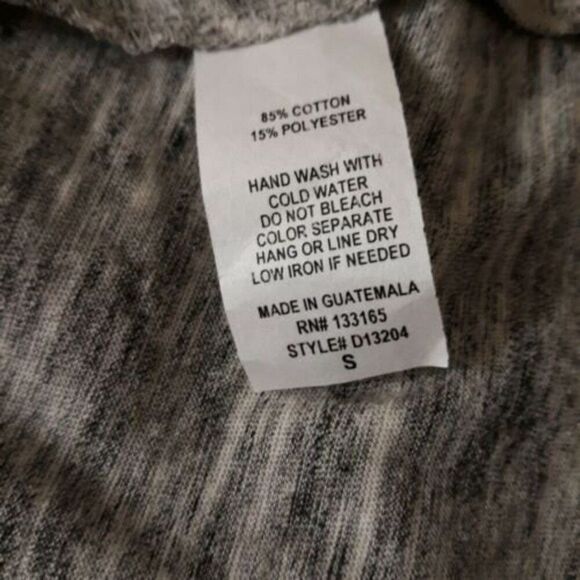 85% COTTON
15% POLYESTER
HAND WASH WITH
COLD WATER
DO NOT BLEACH
COLOR SEPARATE
HANG OR LINE DRY
LOW IRON IF NEEDED
MADE IN GUATEMALA
RN# 133165
STYLE# D13204
S